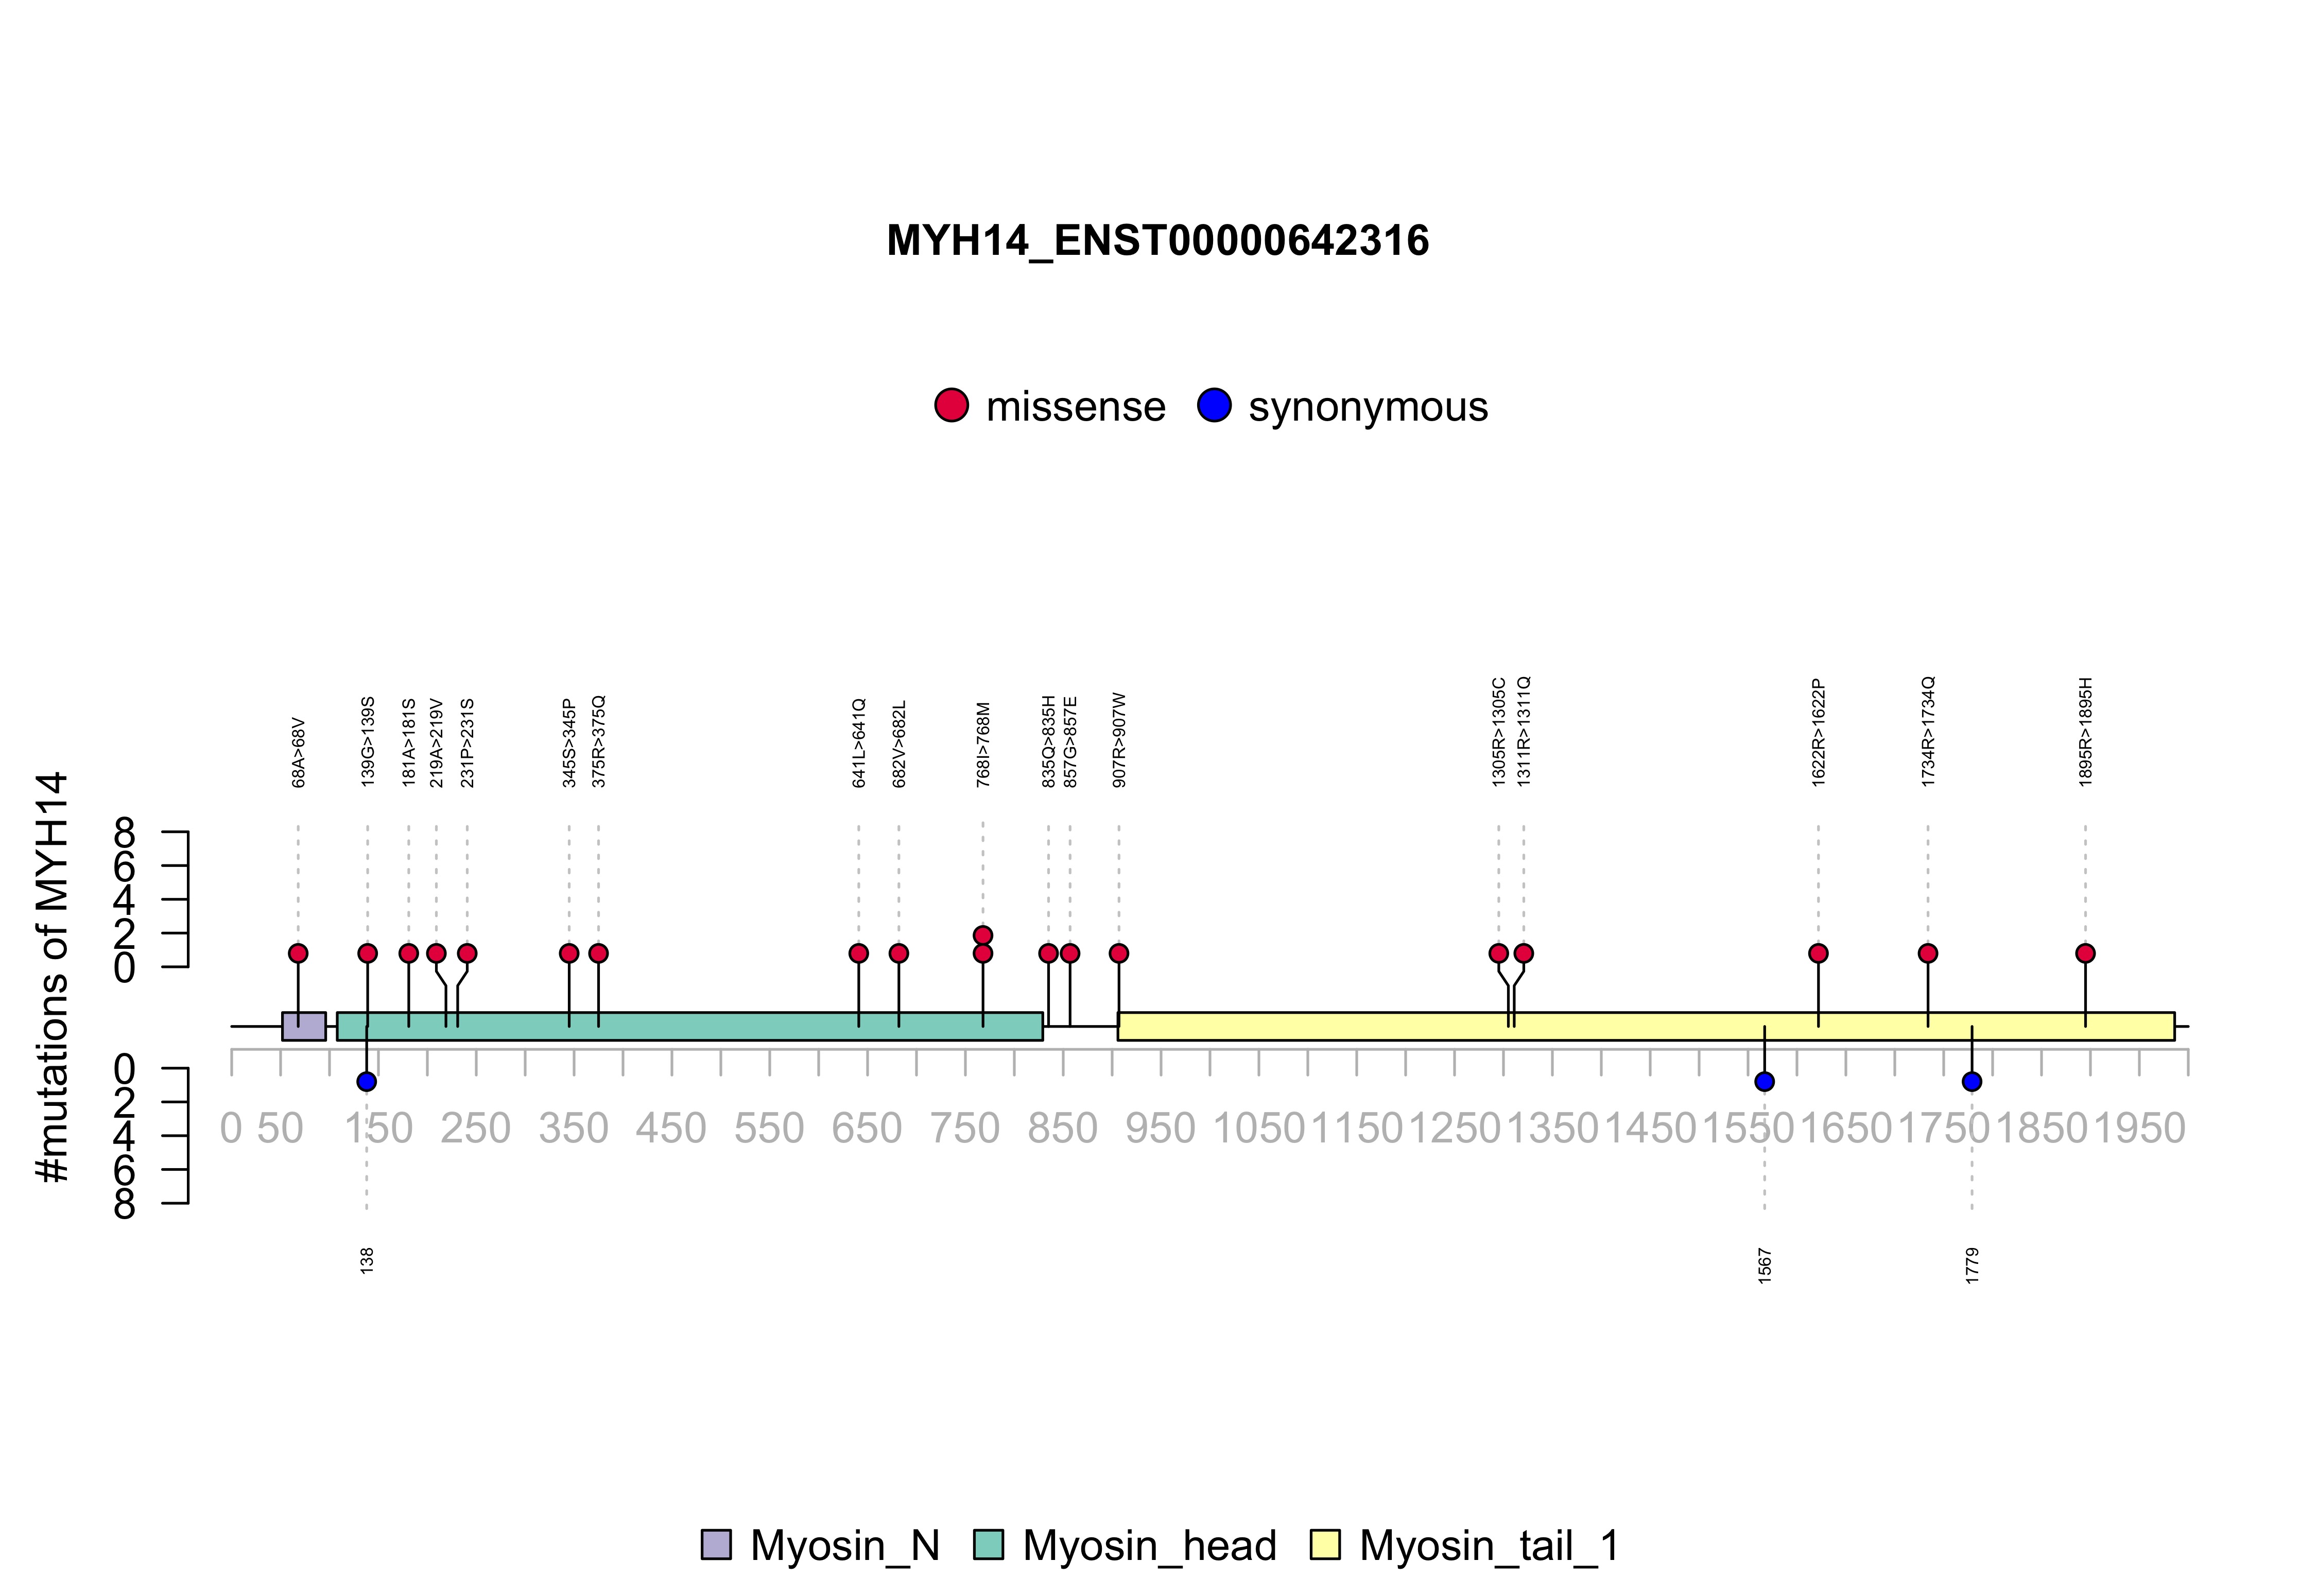 MYH14_ENST00000642316
missense synonymous
68A>68V
139G>139S
181A>181S
219A>219V
231P>231S
345S>345P
375R>375Q
641L>641Q
682V>682L
768I>768M
835Q>835H
857G>857E
907R>907W
1305R>1305C
1311R>1311Q
1622R>1622P
1734R>1734Q
1895R>1895H
#mutations of MYH14
8
6
4
2
0
0
2
4
6
8
0 50 150 250 350 450 550 650 750 850 950 1050 1150 1250 1350 1450 1550 1650 1750 1850 1950
138
1567
1779
Myosin_N Myosin_head Myosin_tail_1